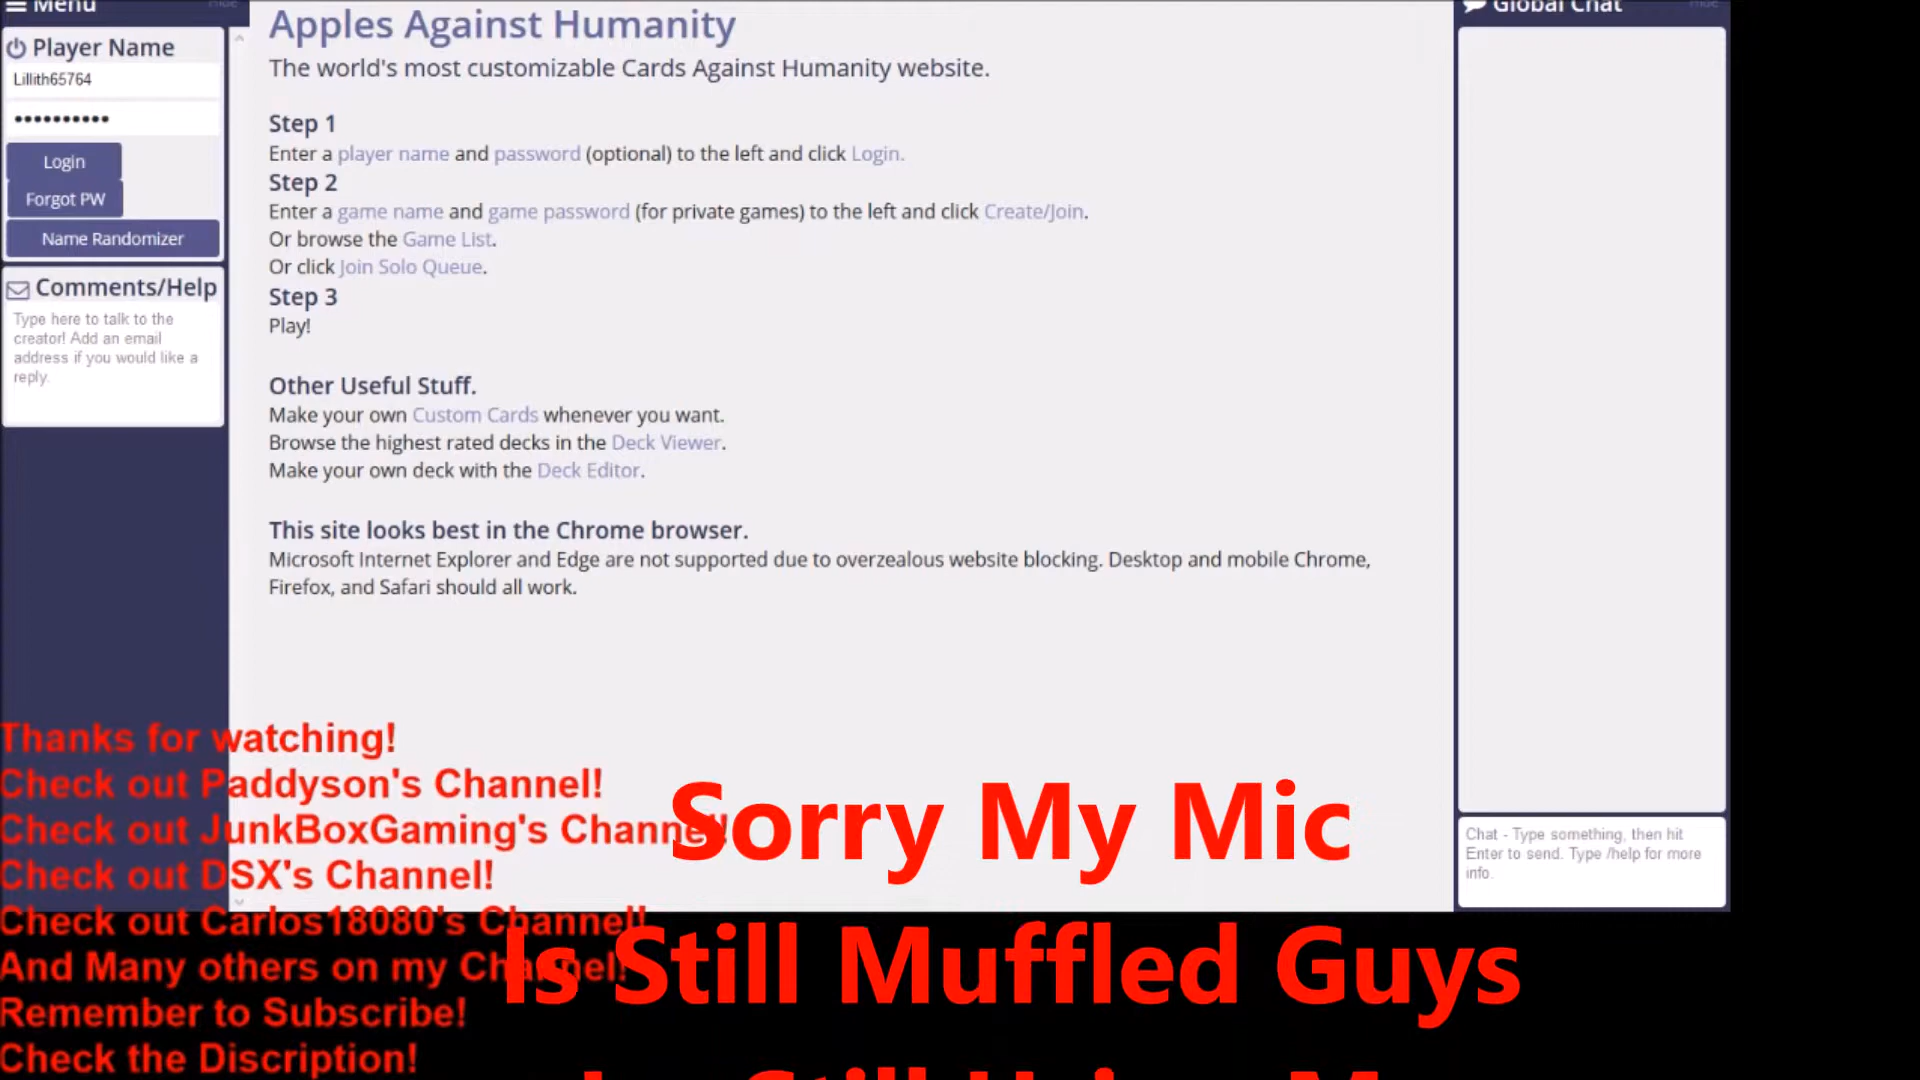 Menu
Hide
Player Name
Lillith65764
••••••••••
Login
Forgot PW
Name Randomizer
Comments/Help
Type here to talk to the
creator! Add an email
address if you would like a
reply.
Apples Against Humanity
The world's most customizable Cards Against Humanity website.
Step 1
Enter a player name and password (optional) to the left and click Login.
Step 2
Enter a game name and game password (for private games) to the left and click Create/Join.
Or browse the Game List.
Or click Join Solo Queue.
Step 3
Play!
Other Useful Stuff.
Make your own Custom Cards whenever you want.
Browse the highest rated decks in the Deck Viewer.
Make your own deck with the Deck Editor.
This site looks best in the Chrome browser.
Microsoft Internet Explorer and Edge are not supported due to overzealous website blocking. Desktop and mobile Chrome,
Firefox, and Safari should all work.
Global Chat
Hide
Chat - Type something, then hit
Enter to send. Type /help for more
info.
Thanks for watching!
Check out Paddyson's Channel!
Check out JunkBoxGaming's Channel!
Check out DSX's Channel!
Check out Carlos18080's Channel!
And Many others on my Channel!
Remember to Subscribe!
Check the Discription!
Sorry My Mic
Is Still Muffled Guys
Still Using